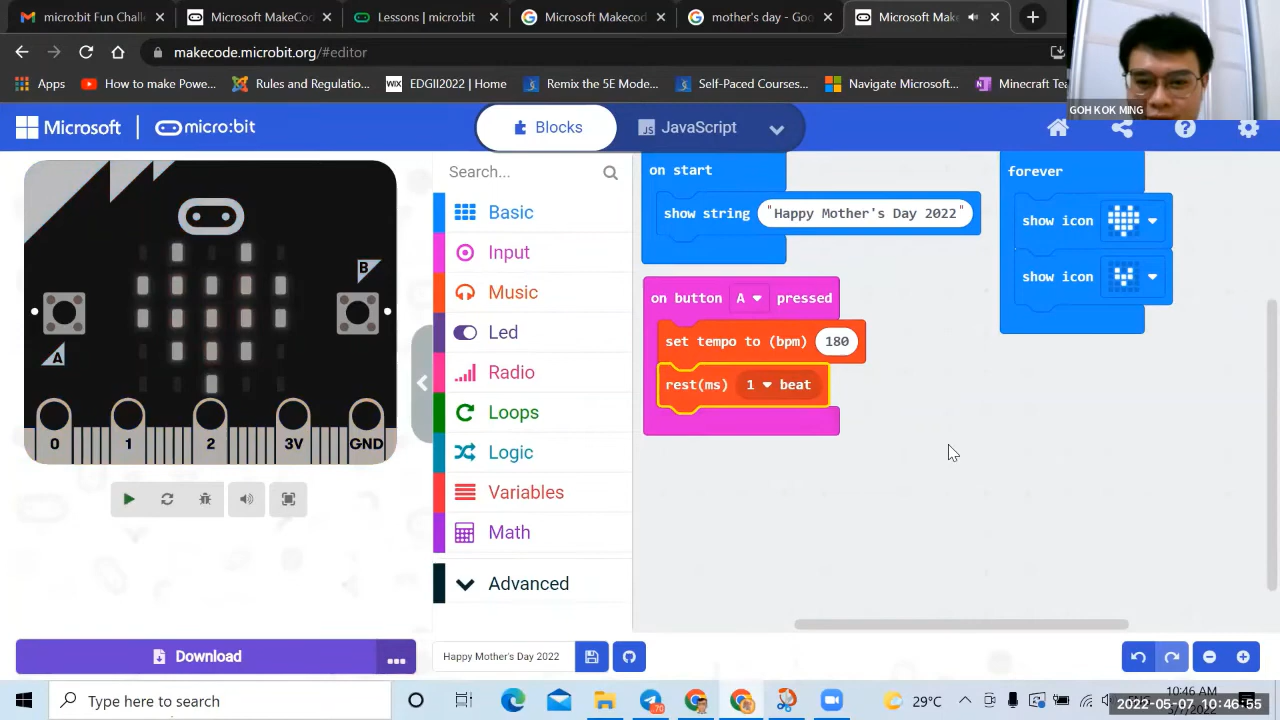 micro:bit Fun Challe
Microsoft MakeCod
Lessons | micro:bit
Microsoft Makecod
mother's day - Goo
Microsoft Mak
makecode.microbit.org/#editor
Apps
How to make Power...
Rules and Regulatio...
WIX
EDGII2022 | Home
Remix the 5E Mode...
Self-Paced Courses...
Navigate Microsoft...
Minecraft Tea
GOH KOK MING
Microsoft
micro:bit
Blocks
JS
JavaScript
A
B
0
1
2
3V
GND
Download
...
Search...
Basic
Input
Music
Led
Radio
Loops
Logic
Variables
Math
Advanced
on start
show string "Happy Mother's Day 2022"
on button A pressed
set tempo to (bpm) 180
rest(ms) 1 beat
forever
show icon
show icon
Happy Mother's Day 2022
Type here to search
29°C
10:46 AM
2022-05-07 10:46:55